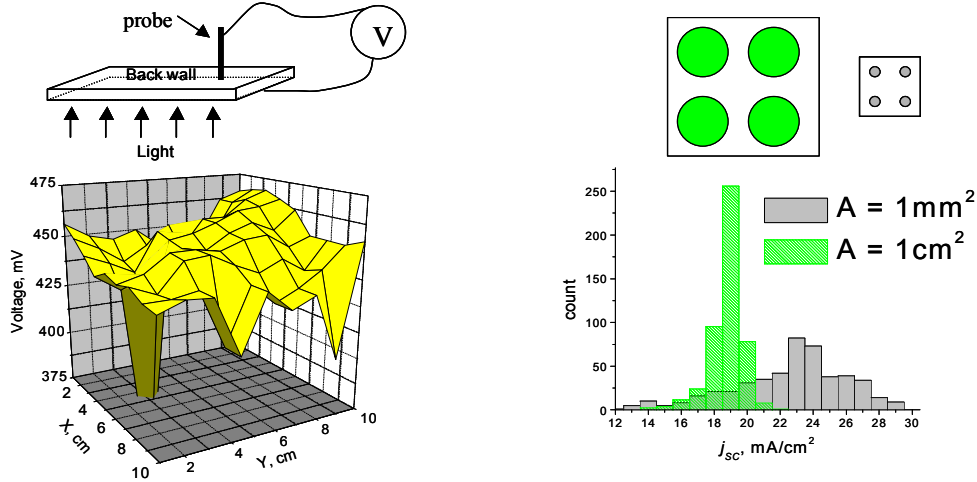 probe
V
Back wall
Light
475
450
425
400
375
Voltage, mV
2
4
6
8
10
X, cm
2
4
6
8
10
Y, cm
A = 1mm²
A = 1cm²
250
200
150
100
50
0
count
12 14 16 18 20 22 24 26 28 30
jsc, mA/cm²